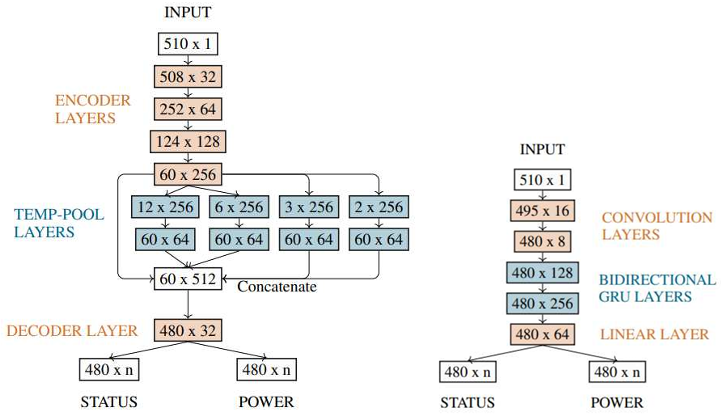 INPUT
510 x 1
508 x 32
ENCODER
LAYERS
252 x 64
124 x 128
60 x 256
TEMP-POOL
LAYERS
12 x 256
6 x 256
3 x 256
2 x 256
60 x 64
60 x 64
60 x 64
60 x 64
60 x 512
Concatenate
DECODER LAYER
480 x 32
480 x n
480 x n
STATUS
POWER
INPUT
510 x 1
495 x 16
CONVOLUTION
LAYERS
480 x 8
480 x 128
BIDIRECTIONAL
GRU LAYERS
480 x 256
480 x 64
LINEAR LAYER
480 x n
480 x n
STATUS
POWER